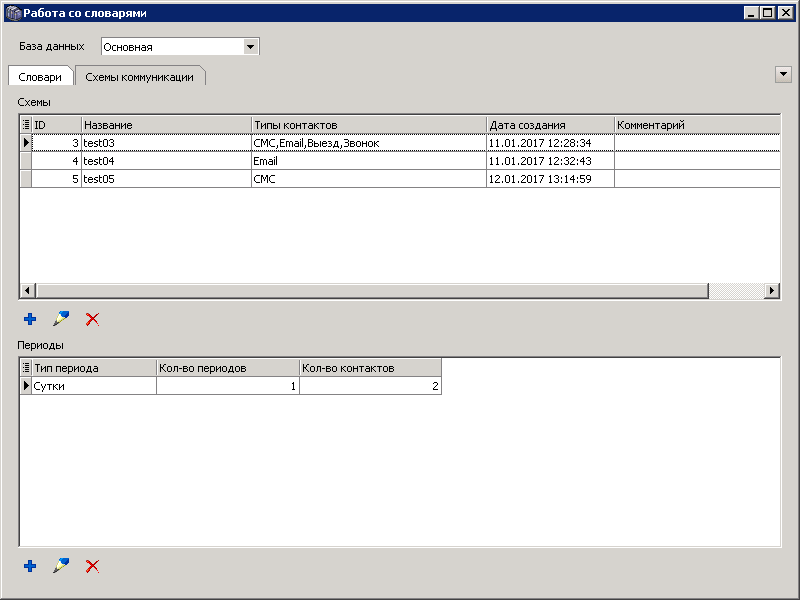 Работа со словарями
База данных Основная
Словари Схемы коммуникации
Схемы
ID Название Типы контактов Дата создания Комментарий
3 test03 СМС,Email,Выезд,Звонок 11.01.2017 12:28:34
4 test04 Email 11.01.2017 12:32:43
5 test05 СМС 12.01.2017 13:14:59
Периоды
Тип периода Кол-во периодов Кол-во контактов
Сутки 1 2